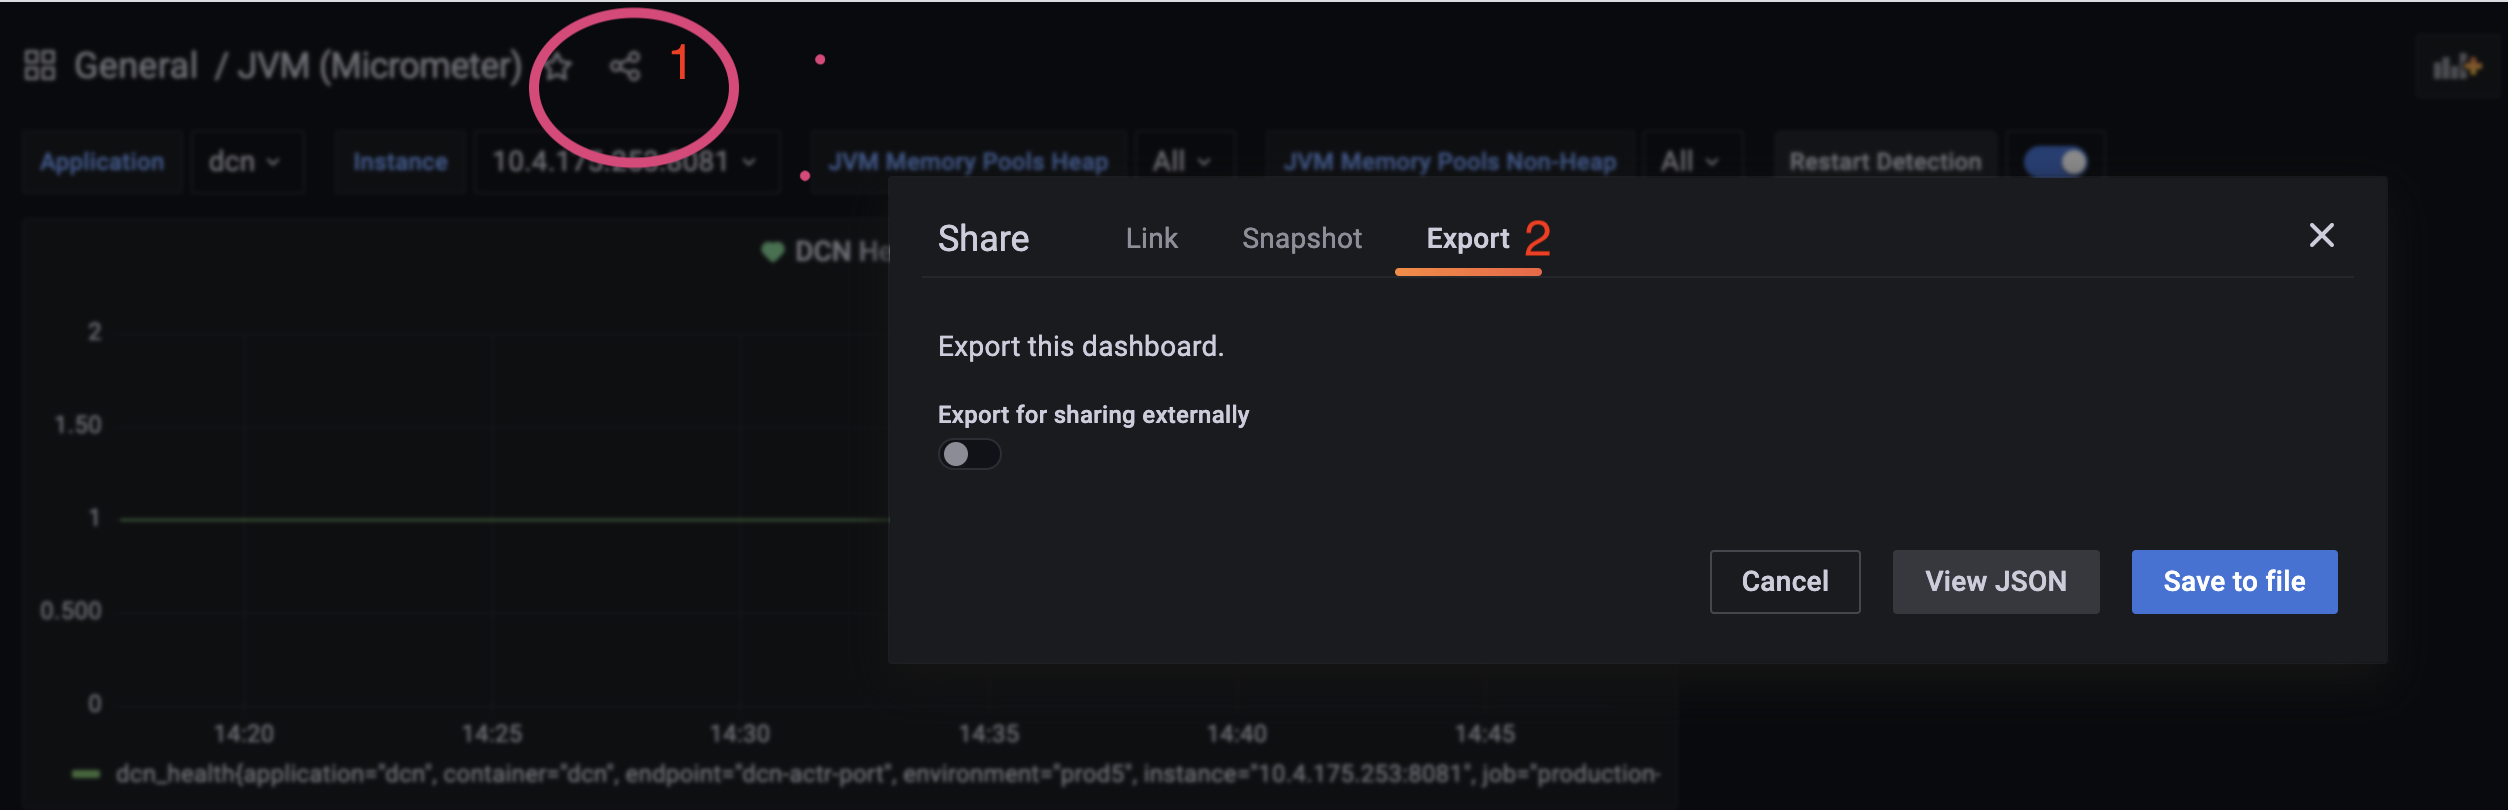 General / JVM (Micrometer) 1
Application dcn Instance 10.4.175.253:8081 JVM Memory Pools Heap All JVM Memory Pools Non-Heap All Restart Detection
DCN He
Share Link Snapshot Export 2
Export this dashboard.
Export for sharing externally
Cancel View JSON Save to file
2
1.50
1
0.500
0
14:20 14:25 14:30 14:35 14:40 14:45
dcn_health{application="dcn", container="dcn", endpoint="dcn-actr-port", environment="prod5", instance="10.4.175.253:8081", job="production-